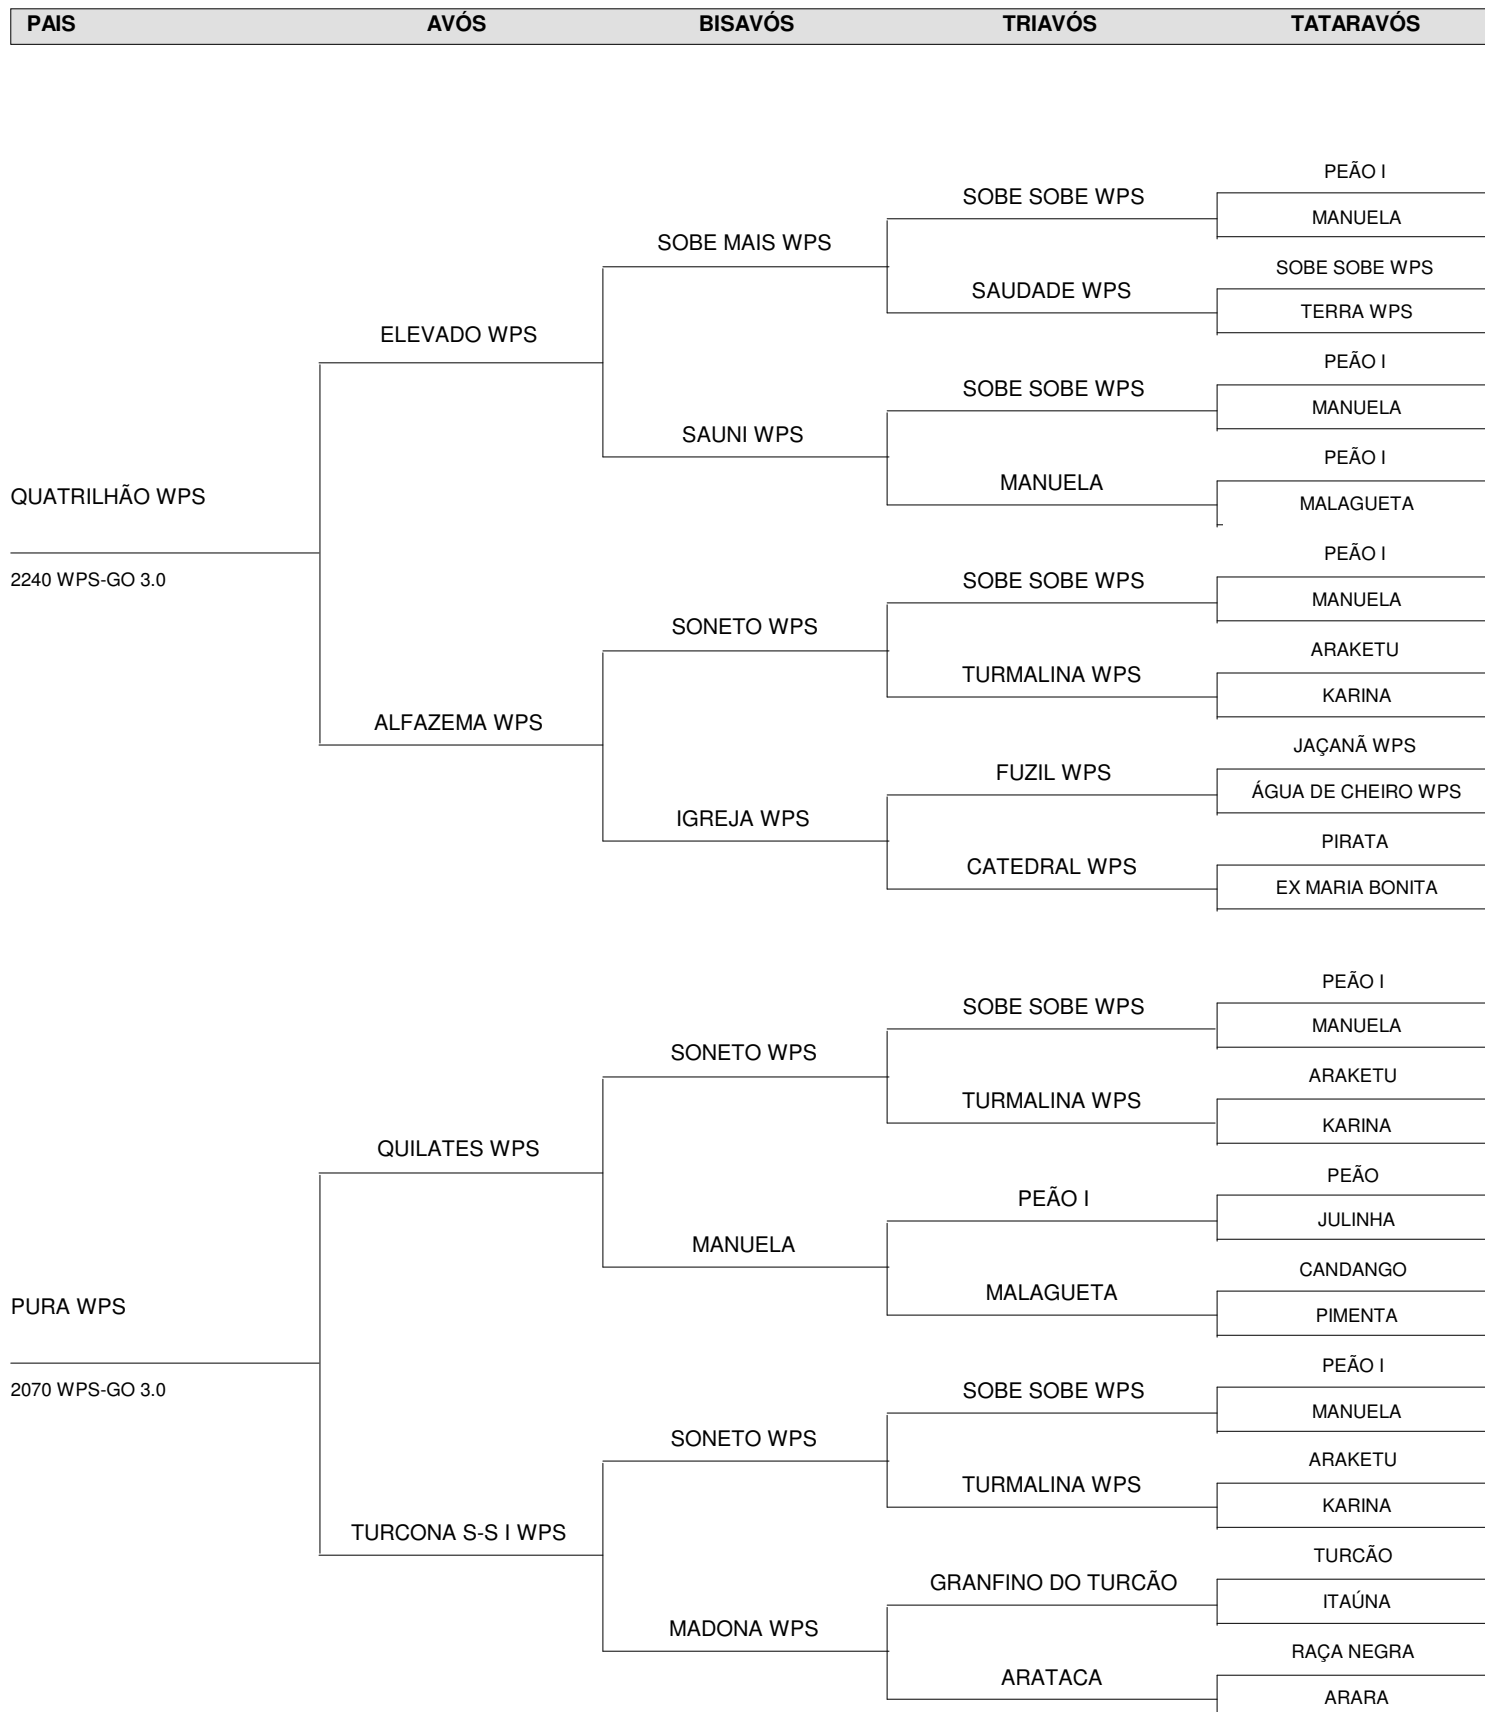 PAIS AVÓS BISAVÓS TRIAVÓS TATARAVÓS
PEÃO I
SOBE SOBE WPS
MANUELA
SOBE MAIS WPS
SOBE SOBE WPS
SAUDADE WPS
TERRA WPS
ELEVADO WPS
PEÃO I
SOBE SOBE WPS
MANUELA
SAUNI WPS
PEÃO I
MANUELA
MALAGUETA
QUATRILHÃO WPS
2240 WPS-GO 3.0
PEÃO I
SOBE SOBE WPS
MANUELA
SONETO WPS
ARAKETU
TURMALINA WPS
KARINA
ALFAZEMA WPS
JAÇANÃ WPS
FUZIL WPS
ÁGUA DE CHEIRO WPS
IGREJA WPS
PIRATA
CATEDRAL WPS
EX MARIA BONITA
PEÃO I
SOBE SOBE WPS
MANUELA
SONETO WPS
ARAKETU
TURMALINA WPS
KARINA
QUILATES WPS
PEÃO
PEÃO I
JULINHA
MANUELA
CANDANGO
MALAGUETA
PIMENTA
PURA WPS
2070 WPS-GO 3.0
PEÃO I
SOBE SOBE WPS
MANUELA
SONETO WPS
ARAKETU
TURMALINA WPS
KARINA
TURCONA S-S I WPS
TURCÃO
GRANFINO DO TURCÃO
ITAÚNA
MADONA WPS
RAÇA NEGRA
ARATACA
ARARA